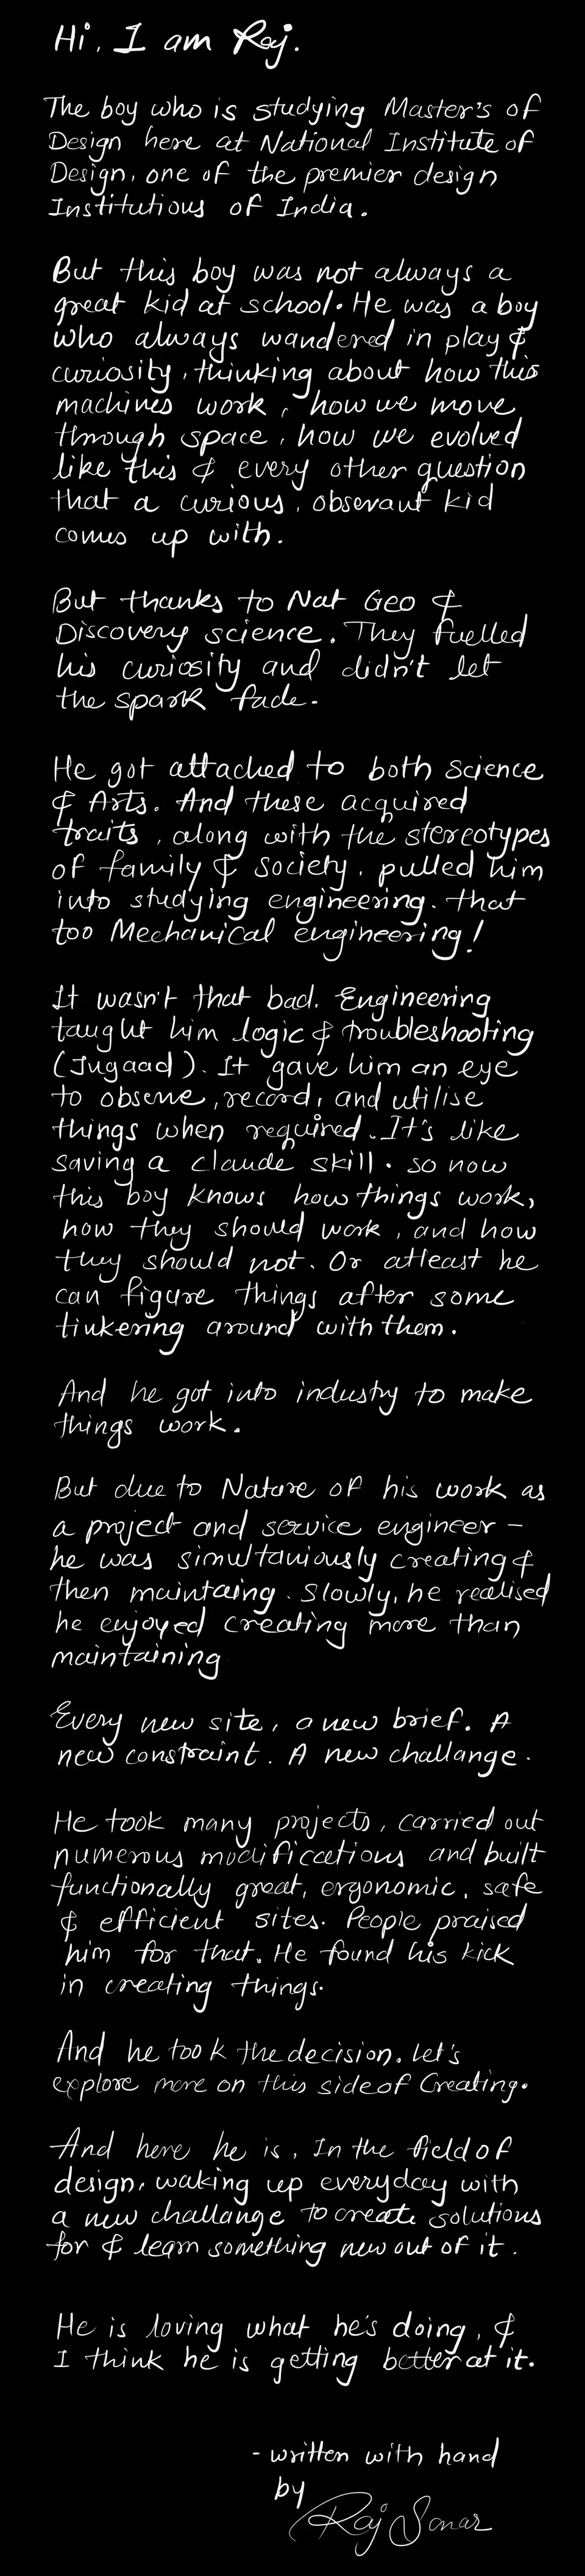 Hi, I am Raj.
The boy who is studying Master's of
Design here at National Institute of
Design, one of the premier design
Institutions of India.
But this boy was not always a
great kid at school. He was a boy
who always wandered in play &
curiosity, thinking about how this
machines work, how we move
through space, how we evolved
like this & every other question
that a curious, observant kid
comes up with.
But thanks to Nat Geo &
Discovery science. They fuelled
his curiosity and didn't let
the spark fade.
He got attached to both Science
& Arts. And these acquired
traits, along with the stereotypes
of family & society, pulled him
into studying engineering. That
too Mechanical engineering!
It wasn't that bad. Engineering
taught him logic & troubleshooting
(Jugaad). It gave him an eye
to observe, record, and utilise
things when required. It's like
saving a claude skill. so now
this boy knows how things work,
how they should work, and how
they should not. Or atleast he
can figure things after some
tinkering around with them.
And he got into industry to make
things work.
But due to Nature of his work as
a project and service engineer -
he was simultaniously creating &
then maintaing. Slowly, he realised
he enjoyed creating more than
maintaining
Every new site, a new brief. A
new constraint. A new challange.
He took many projects, carried out
numerous modifications and built
functionally great, ergonomic, safe
& efficient sites. People praised
him for that. He found his kick
in creating things.
And he took the decision. Let's
explore more on this side of Creating.
And here he is, In the field of
design, waking up everyday with
a new challange to create solutions
for & learn something new out of it.
He is loving what he's doing, &
I think he is getting better at it.
- written with hand
by
Raj Sonar